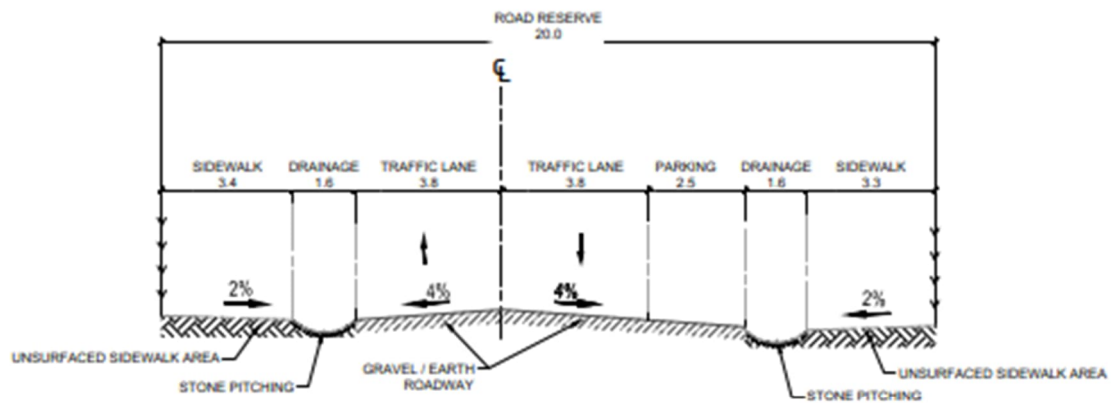 ROAD RESERVE
20.0
℄
SIDEWALK DRAINAGE TRAFFIC LANE TRAFFIC LANE PARKING DRAINAGE SIDEWALK
3.4 1.6 3.8 3.8 2.5 1.6 3.3
2% 4% 4% 2%
UNSURFACED SIDEWALK AREA
STONE PITCHING
GRAVEL / EARTH
ROADWAY
UNSURFACED SIDEWALK AREA
STONE PITCHING